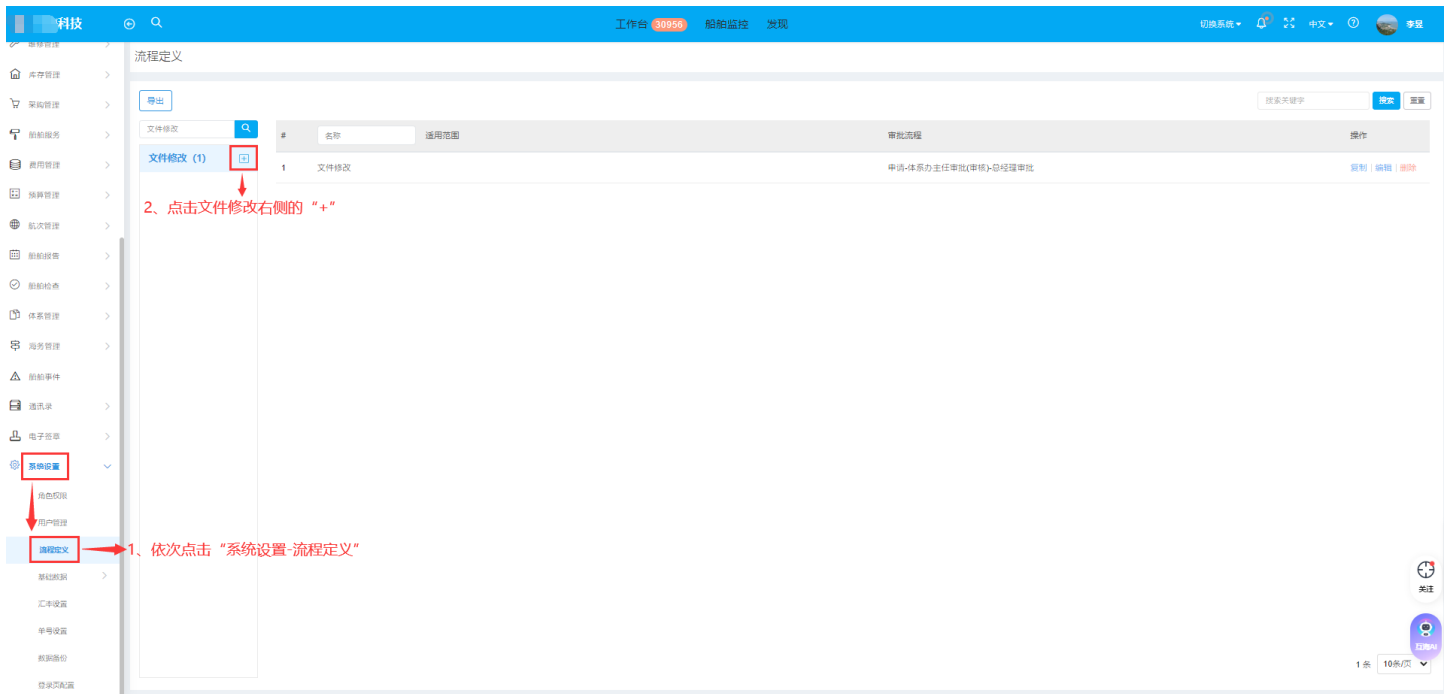 科技
工作台 30956 船舶监控 发现
切换系统 中文 李昱
维修管理
库存管理
采购管理
船舶服务
费用管理
预算管理
航次管理
船舶报告
船舶检查
体系管理
海务管理
船舶事件
通讯录
电子签章
系统设置
角色权限
用户管理
流程定义
基础数据
汇率设置
单号设置
数据备份
登录页配置
流程定义
导出
搜索关键字 搜索 重置
文件修改
# 名称 适用范围 审批流程 操作
文件修改 (1)
1 文件修改 申请-体系办主任审批(审核)-总经理审批 复制 | 编辑 | 删除
2、点击文件修改右侧的“+”
1、依次点击“系统设置-流程定义”
关注
互海AI
1 条 10条/页